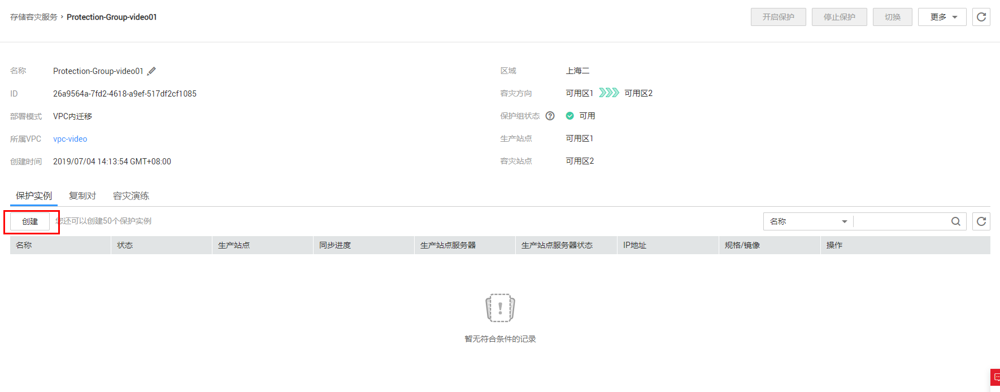 存储容灾服务 › Protection-Group-video01
开启保护 停止保护 切换 更多
名称 Protection-Group-video01 区域 上海二
ID 26a9564a-7fd2-4618-a9ef-517df2cf1085 容灾方向 可用区1 可用区2
部署模式 VPC内迁移 保护组状态 ? 可用
所属VPC vpc-video 生产站点 可用区1
创建时间 2019/07/04 14:13:54 GMT+08:00 容灾站点 可用区2
保护实例 复制对 容灾演练
创建 您还可以创建50个保护实例 名称
名称 状态 生产站点 同步进度 生产站点服务器 生产站点服务器状态 IP地址 规格/镜像 操作
暂无符合条件的记录